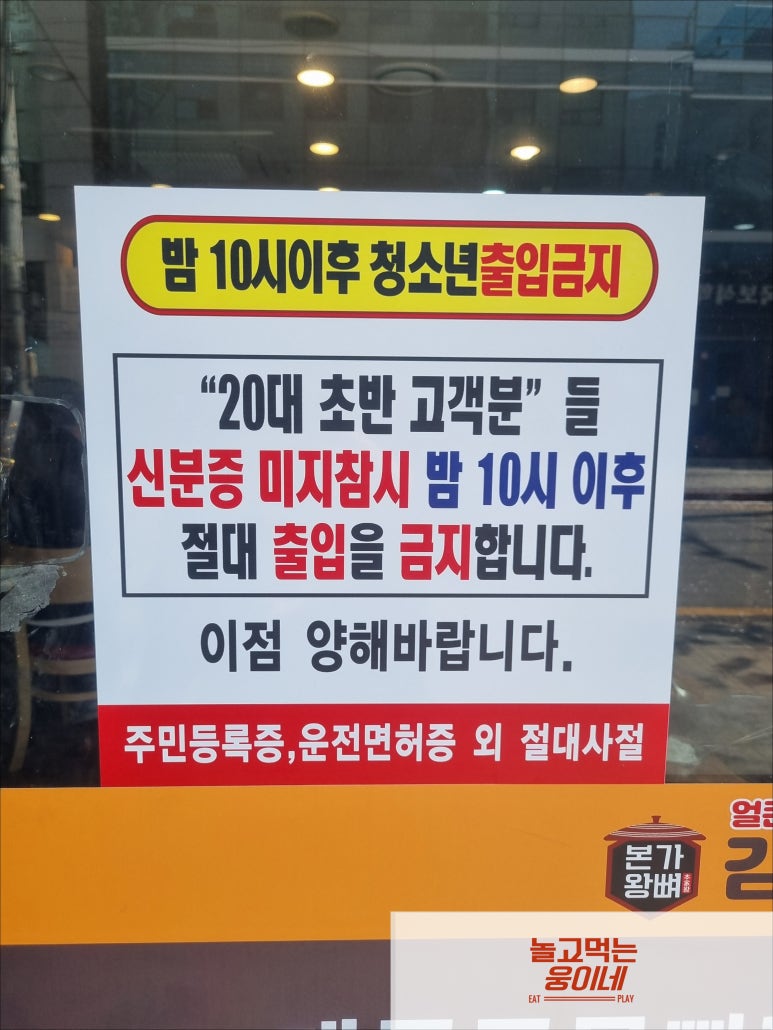 밤 10시이후 청소년출입금지
“20대 초반 고객분” 들
신분증 미지참시 밤 10시 이후
절대 출입을 금지합니다.
이점 양해바랍니다.
주민등록증,운전면허증 외 절대사절
본가
왕뼈
놀고먹는
웅이네
EAT PLAY